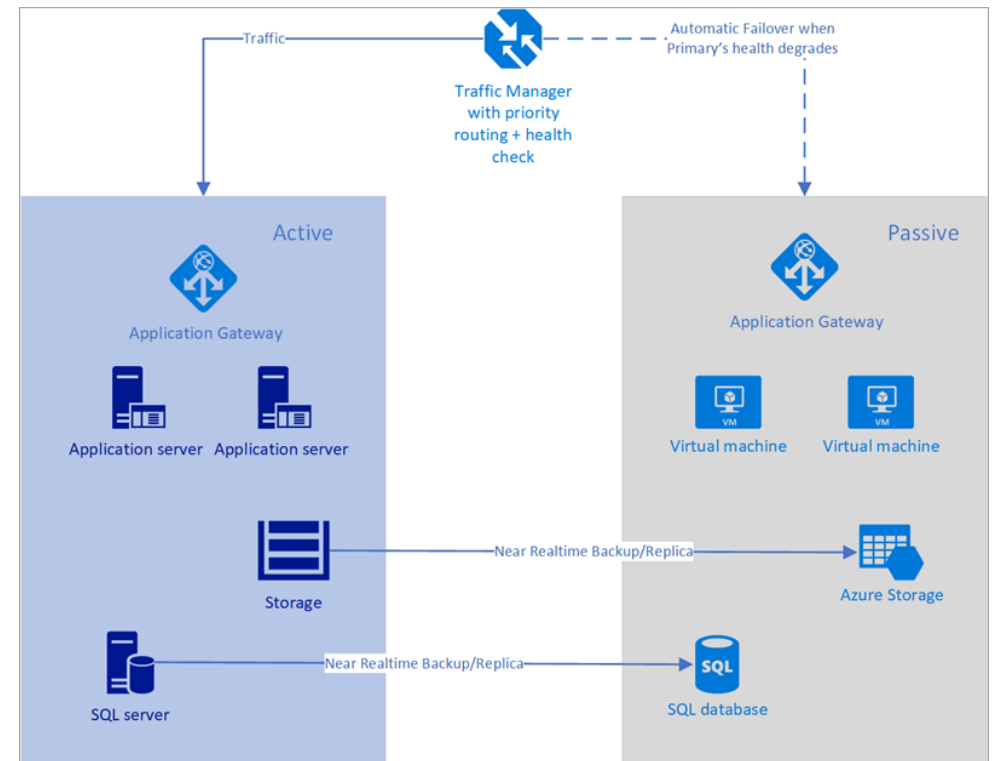 Traffic
Automatic Failover when
Primary's health degrades
Traffic Manager
with priority
routing + health
check
Active
Passive
Application Gateway
Application Gateway
VM
VM
Application server
Application server
Virtual machine
Virtual machine
Near Realtime Backup/Replica
Storage
Azure Storage
Near Realtime Backup/Replica
SQL
SQL server
SQL database